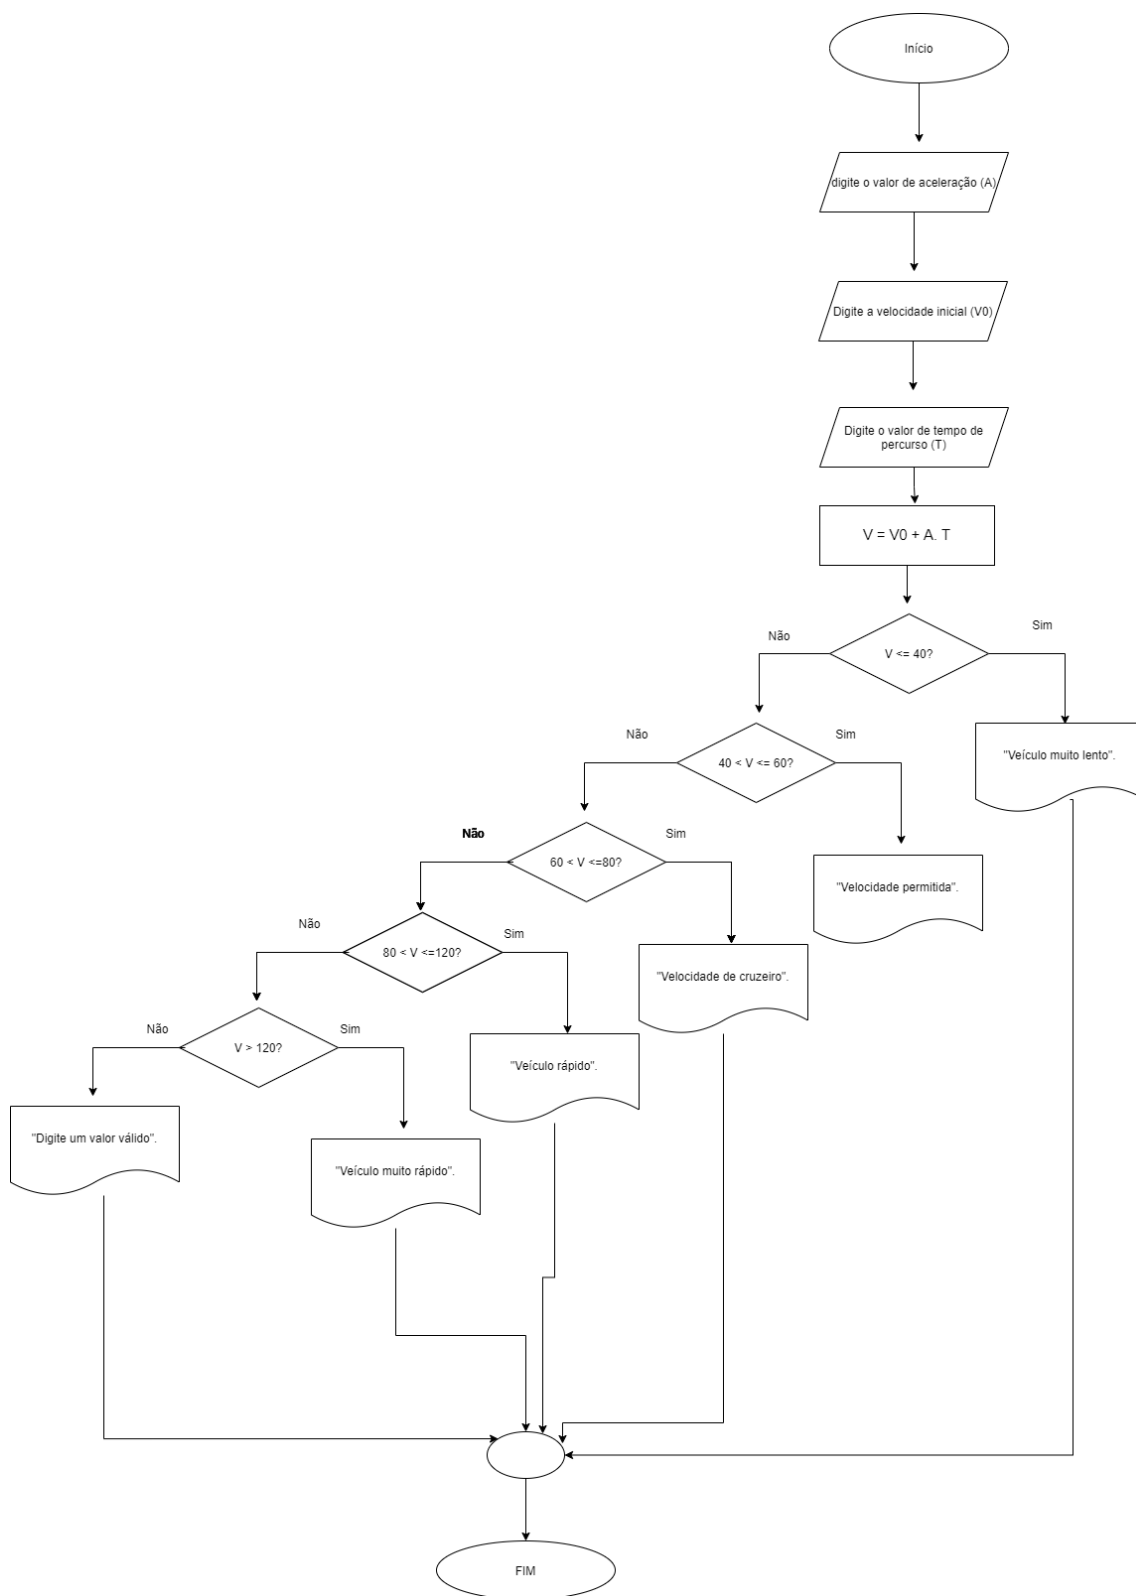 Início
digite o valor de aceleração (A)
Digite a velocidade inicial (V0)
Digite o valor de tempo de
percurso (T)
V = V0 + A. T
Não
Sim
V <= 40?
Não
Sim
"Veículo muito lento".
40 < V <= 60?
Não
Sim
60 < V <=80?
"Velocidade permitida".
Não
Sim
80 < V <=120?
"Velocidade de cruzeiro".
Não
Sim
V > 120?
"Veículo rápido".
"Digite um valor válido".
"Veículo muito rápido".
FIM